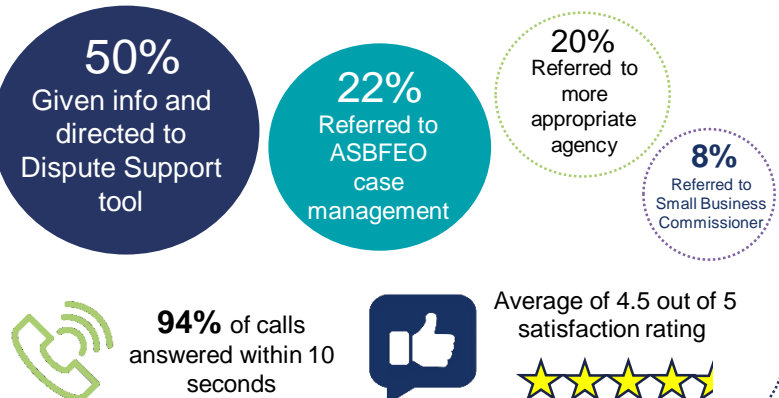 50%
Given info and
directed to
Dispute Support
tool
22%
Referred to
ASBFEO
case
management
20%
Referred to
more
appropriate
agency
8%
Referred to
Small Business
Commissioner
94% of calls
answered within 10
seconds
Average of 4.5 out of 5
satisfaction rating